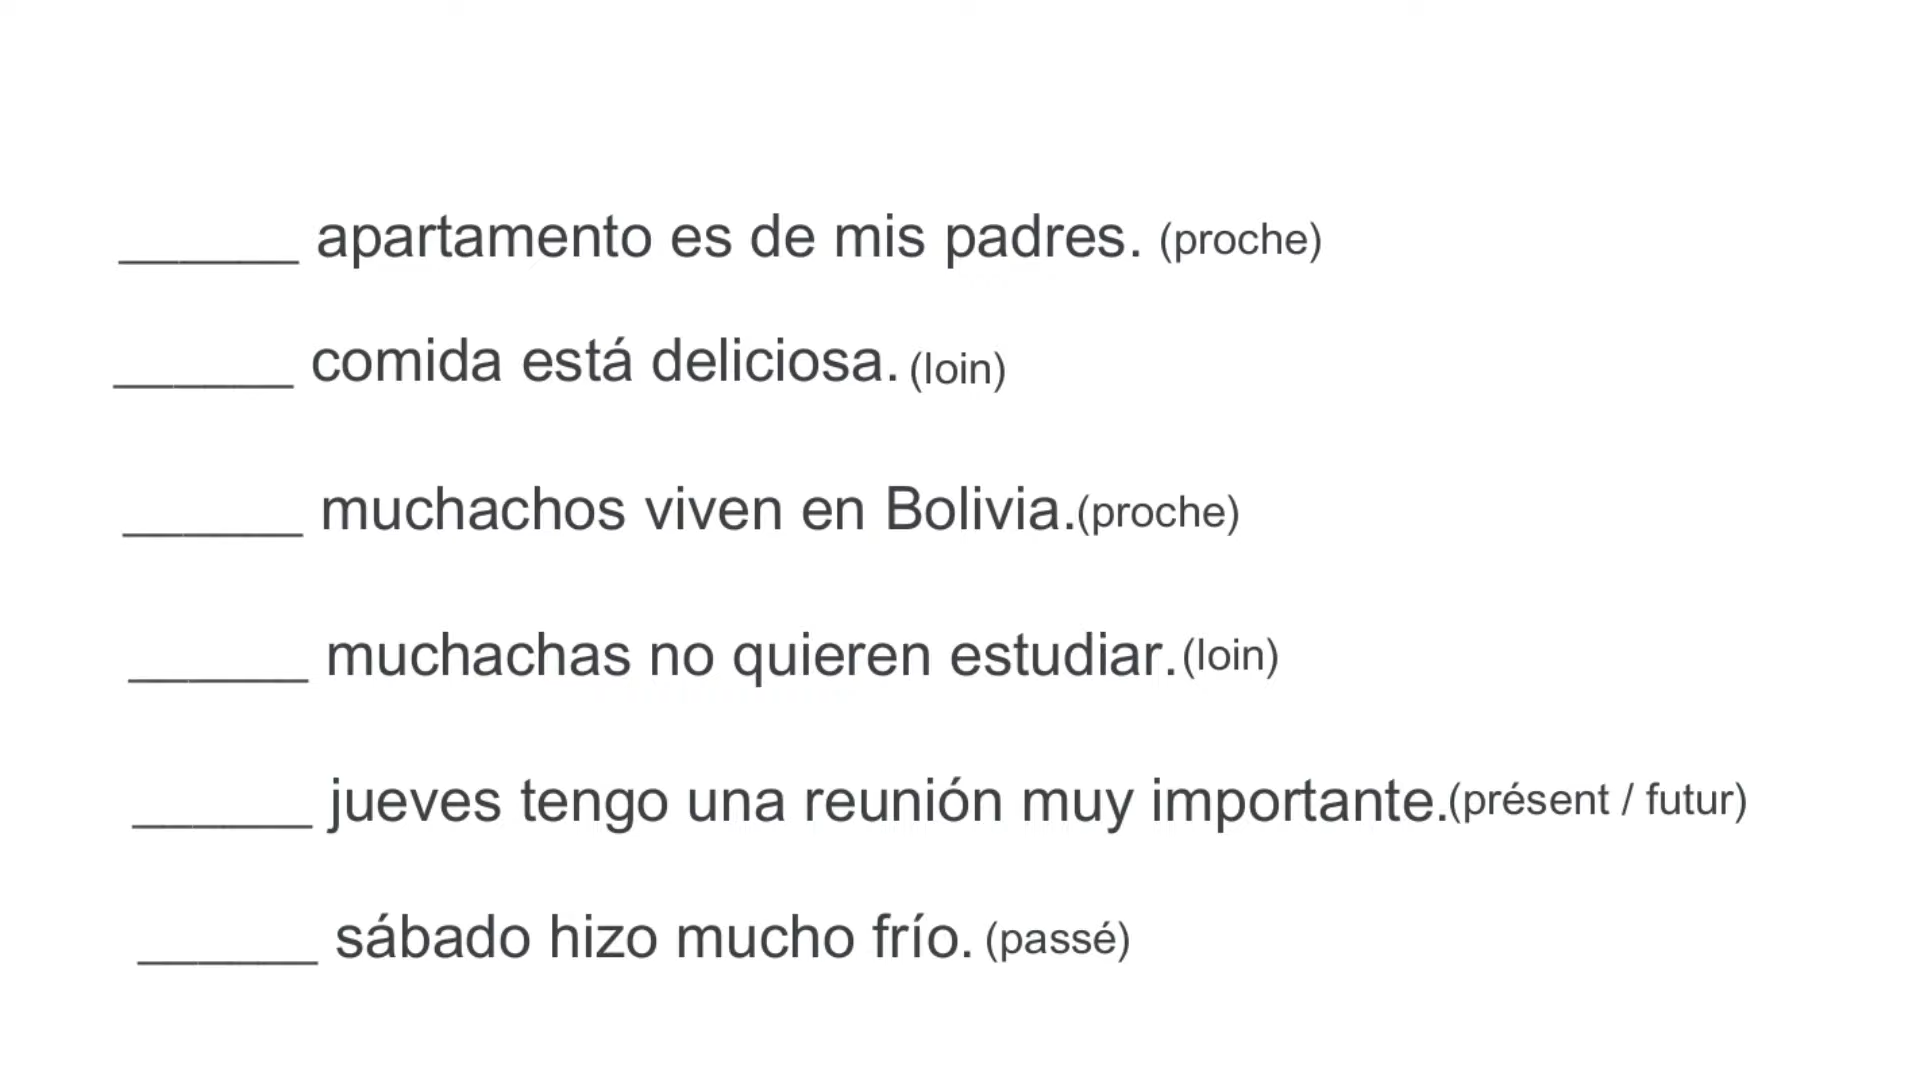 ______ apartamento es de mis padres. (proche)
______ comida está deliciosa. (loin)
______ muchachos viven en Bolivia.(proche)
______ muchachas no quieren estudiar.(loin)
______ jueves tengo una reunión muy importante.(présent / futur)
______ sábado hizo mucho frío. (passé)